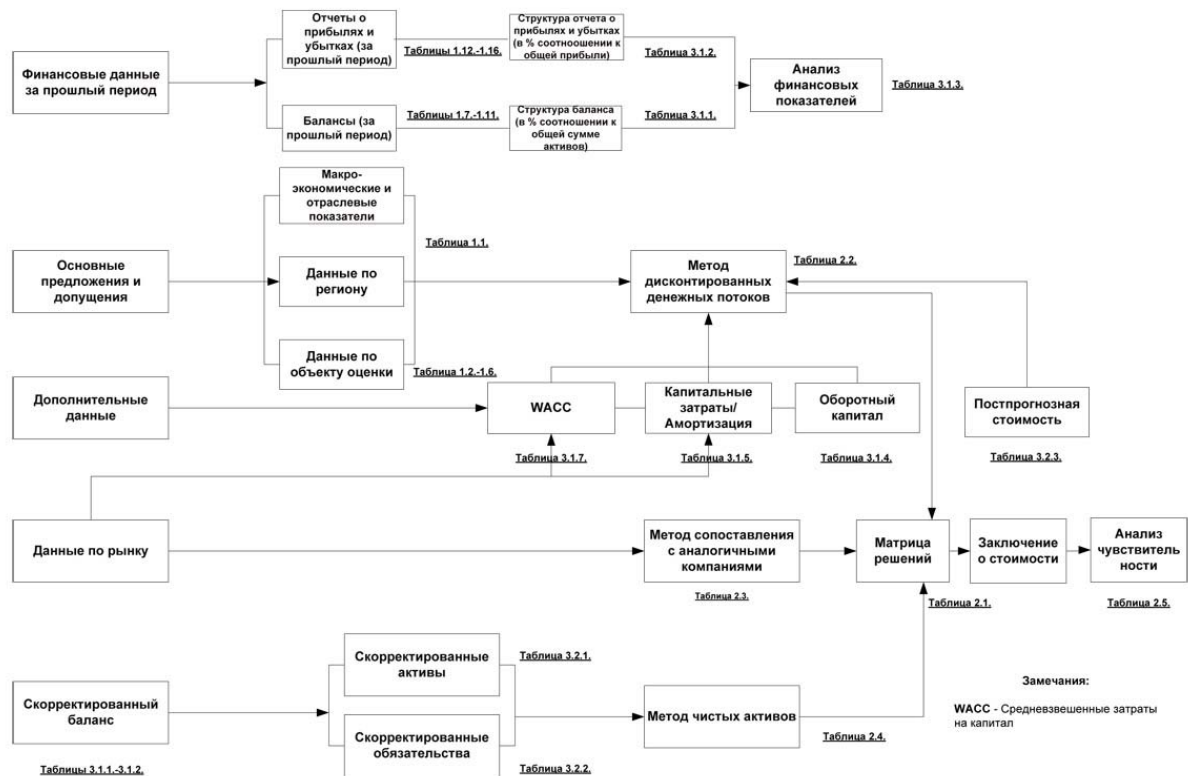 Финансовые данные
за прошлый период
Отчеты о
прибылях и
убытках (за
прошлый период)
Таблицы 1.12.-1.16.
Структура отчета о
прибылях и убытках
(в % соотноошении к
общей прибыли)
Таблица 3.1.2.
Балансы (за
прошлый период)
Таблицы 1.7.-1.11.
Структура баланса
(в % соотношении к
общей сумме
активов)
Таблица 3.1.1.
Анализ
финансовых
показателей
Таблица 3.1.3.
Основные
предложения и
допущения
Макро-
экономические и
отраслевые
показатели
Таблица 1.1.
Данные по
региону
Данные по
объекту оценки
Таблица 1.2.-1.6.
Метод
дисконтированных
денежных потоков
Таблица 2.2.
Дополнительные
данные
WACC
Таблица 3.1.7.
Капитальные
затраты/
Амортизация
Таблица 3.1.5.
Оборотный
капитал
Таблица 3.1.4.
Постпрогнозная
стоимость
Таблица 3.2.3.
Данные по рынку
Метод сопоставления
с аналогичными
компаниями
Таблица 2.3.
Матрица
решений
Таблица 2.1.
Заключение
о стоимости
Анализ
чувствитель
ности
Таблица 2.5.
Скорректированный
баланс
Таблицы 3.1.1.-3.1.2.
Скорректированные
активы
Таблица 3.2.1.
Скорректированные
обязательства
Таблица 3.2.2.
Метод чистых активов
Таблица 2.4.
Замечания:
WACC - Средневзвешенные затраты
на капитал